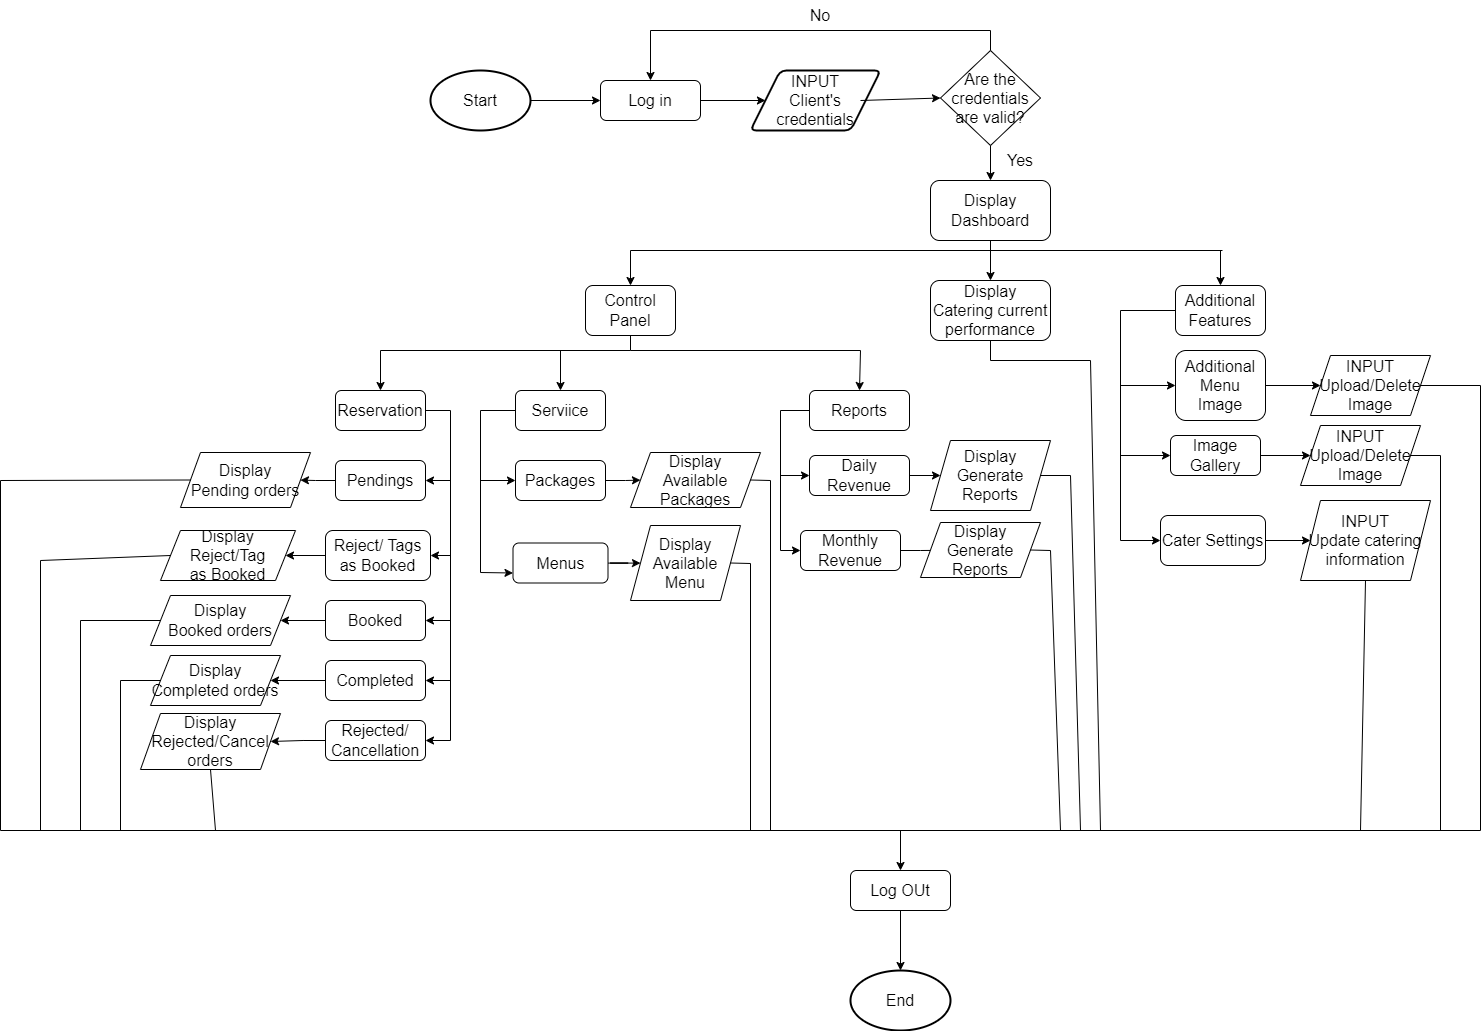 No
Start
Log in
INPUT
Client's
credentials
Are the
credentials
are valid?
Yes
Display
Dashboard
Control
Panel
Display
Catering current
performance
Additional
Features
Reservation
Serviice
Reports
Additional
Menu
Image
INPUT
Upload/Delete
Image
Image
Gallery
INPUT
Upload/Delete
Image
Cater Settings
INPUT
Update catering
information
Display
Pending orders
Pendings
Packages
Display
Available
Packages
Daily
Revenue
Display
Generate
Reports
Display
Reject/Tag
as Booked
Reject/ Tags
as Booked
Menus
Display
Available
Menu
Monthly
Revenue
Display
Generate
Reports
Display
Booked orders
Booked
Display
Completed orders
Completed
Display
Rejected/Cancel
orders
Rejected/
Cancellation
Log OUt
End